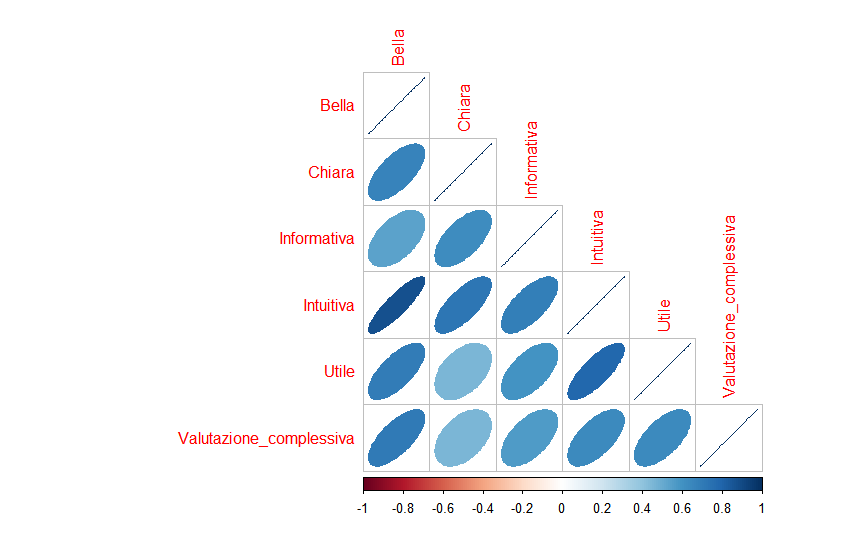 Bella
Chiara
Informativa
Intuitiva
Utile
Valutazione_complessiva
Bella
Chiara
Informativa
Intuitiva
Utile
Valutazione_complessiva
-1 -0.8 -0.6 -0.4 -0.2 0 0.2 0.4 0.6 0.8 1